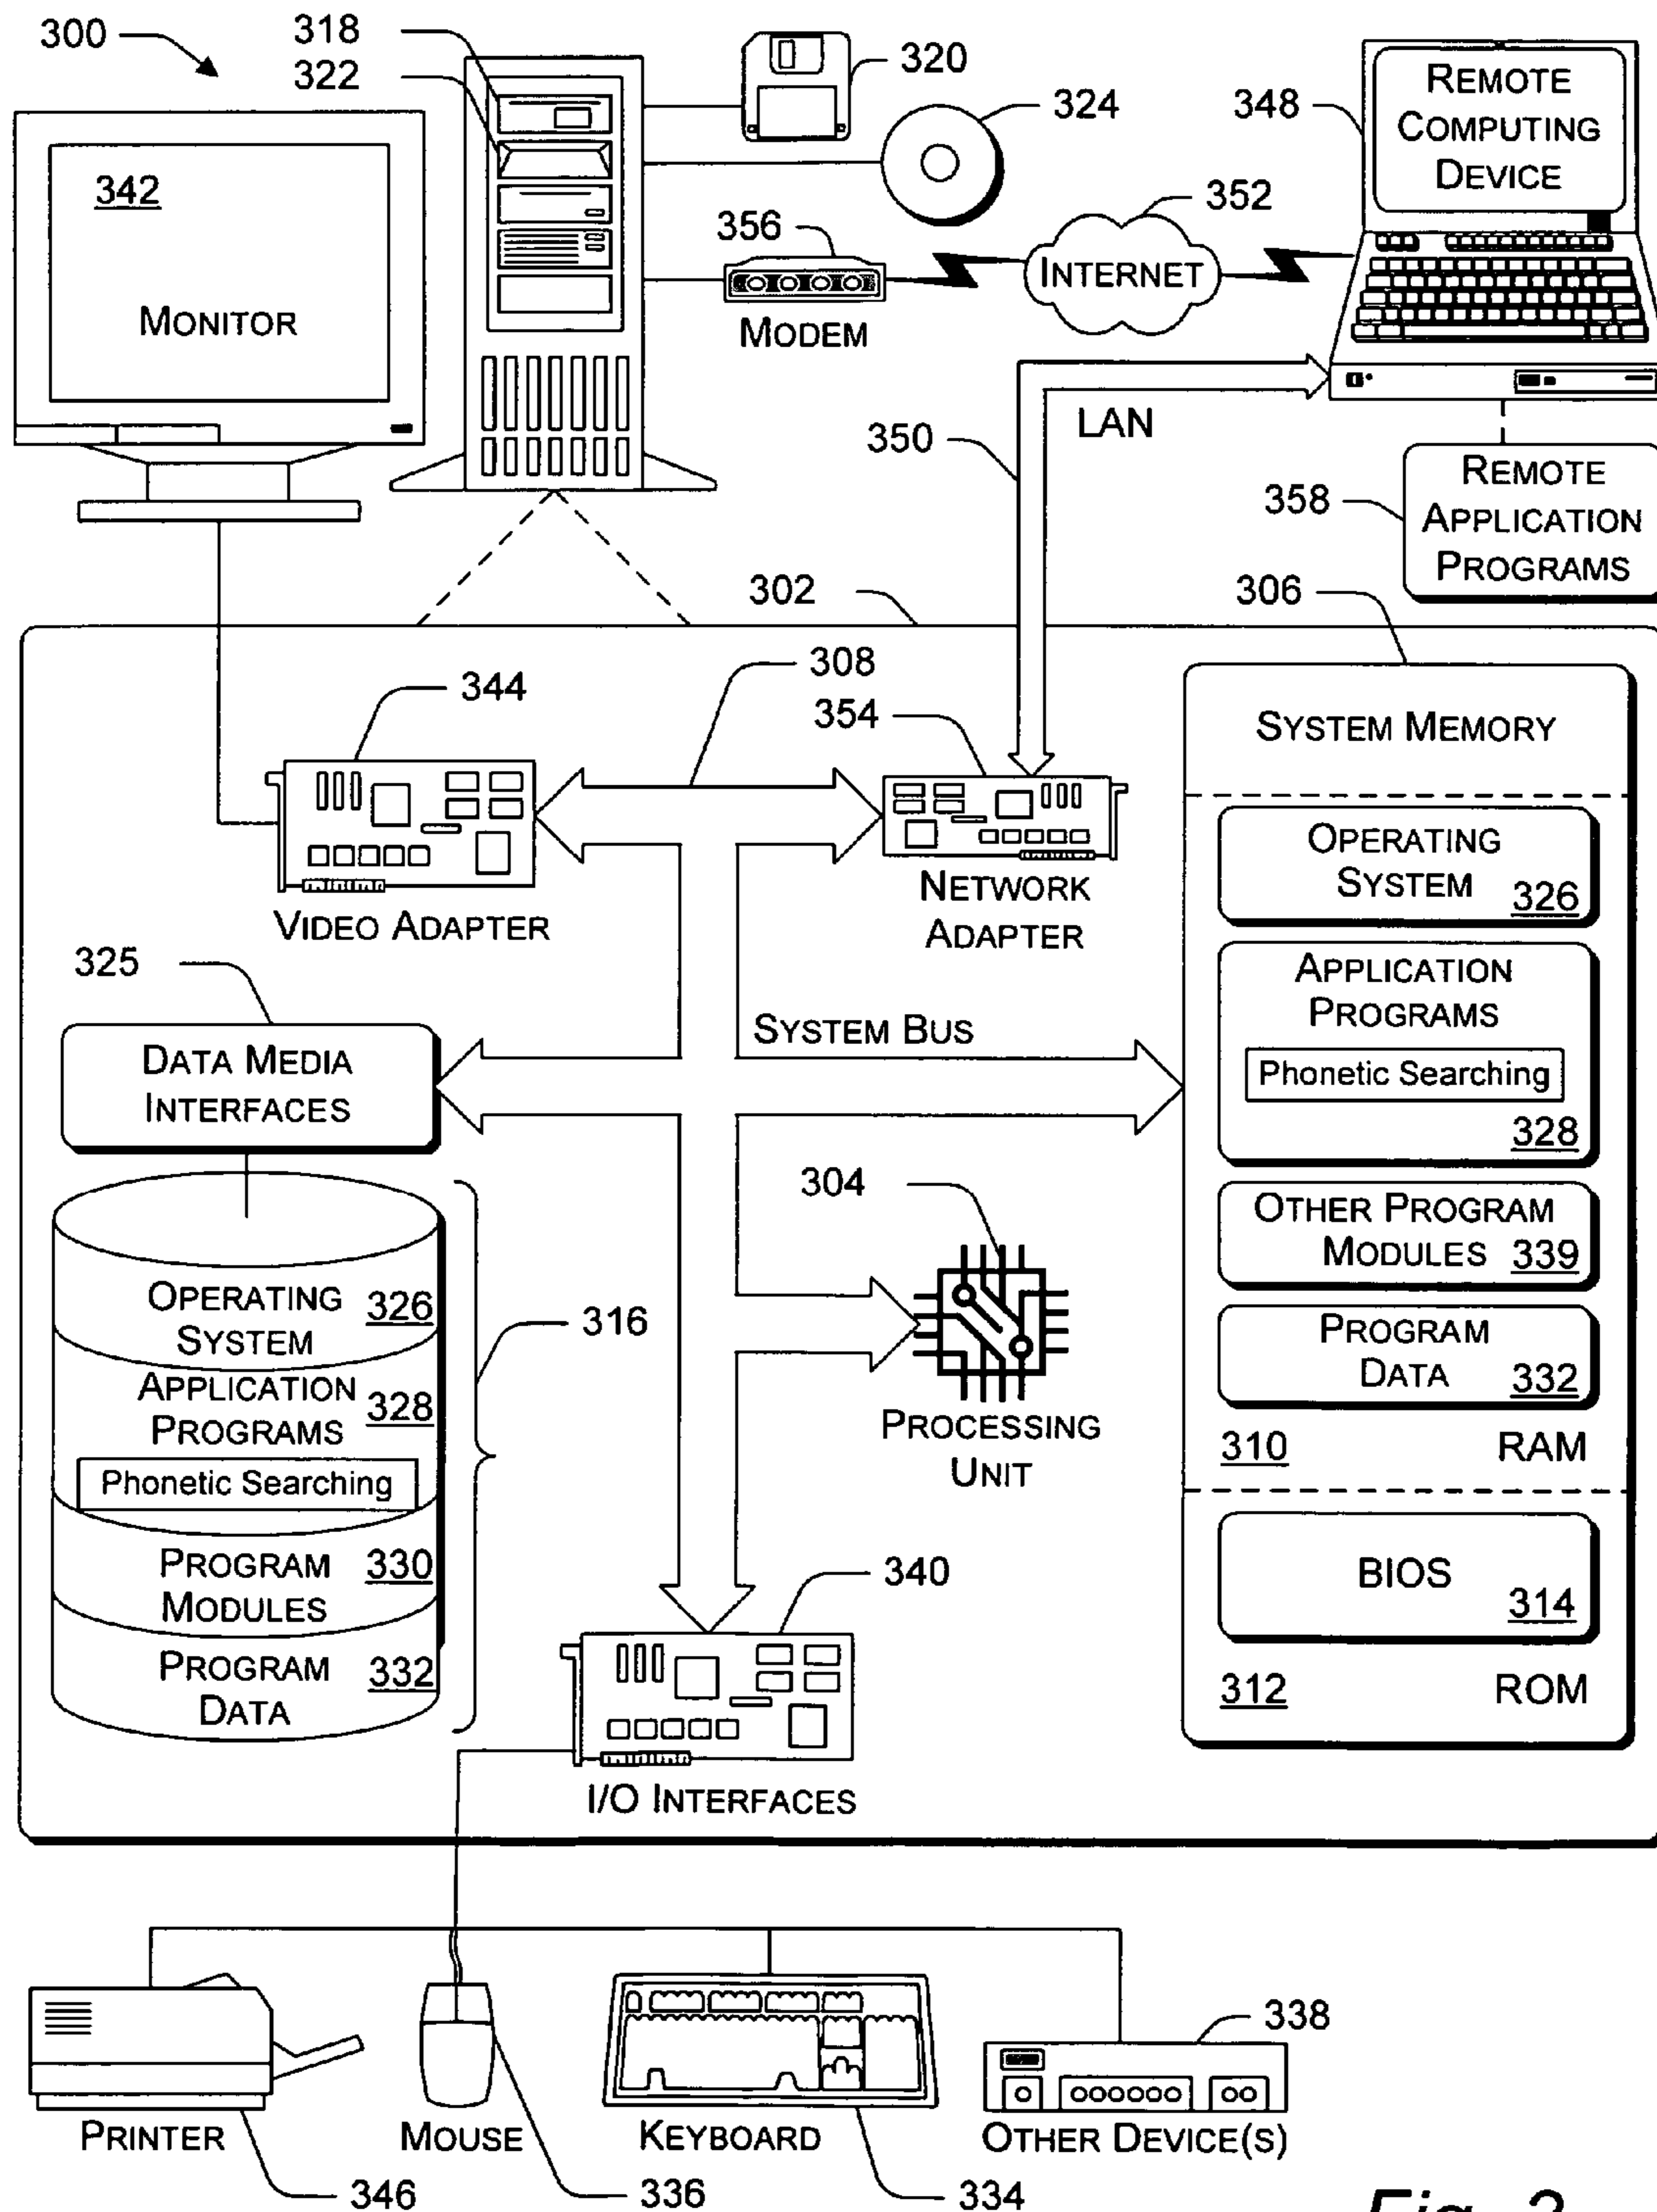 300
318
322
320
324
348
REMOTE
COMPUTING
DEVICE
342
MONITOR
356
MODEM
352
INTERNET
LAN
350
358
REMOTE
APPLICATION
PROGRAMS
302
306
308
344
354
VIDEO ADAPTER
NETWORK
ADAPTER
SYSTEM MEMORY
OPERATING
SYSTEM 326
APPLICATION
PROGRAMS
Phonetic Searching
328
OTHER PROGRAM
MODULES 339
PROGRAM
DATA 332
310 RAM
BIOS
314
312 ROM
325
DATA MEDIA
INTERFACES
SYSTEM BUS
304
PROCESSING
UNIT
OPERATING 326
SYSTEM
316
APPLICATION 328
PROGRAMS
Phonetic Searching
PROGRAM 330
MODULES
PROGRAM 332
DATA
340
I/O INTERFACES
338
PRINTER
MOUSE
KEYBOARD
OTHER DEVICE(S)
346
336
334